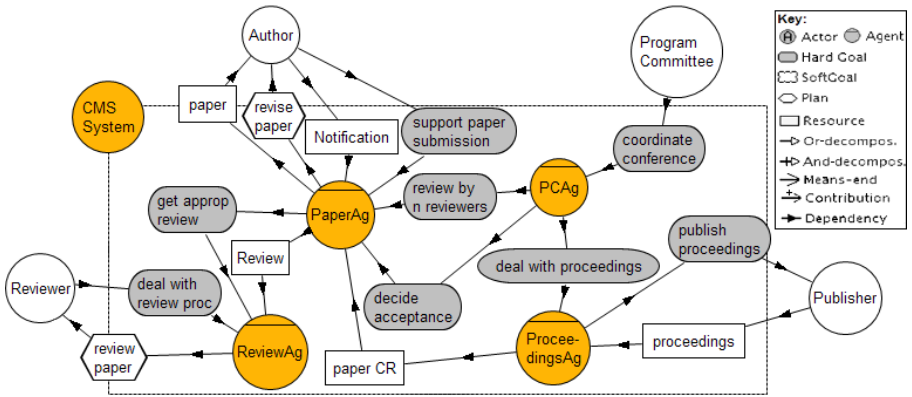 Author
Program
Committee
Key:
A Actor
Agent
Hard Goal
SoftGoal
Plan
Resource
Or-decompos.
And-decompos.
Means-end
+
Contribution
Dependency
CMS
System
paper
revise
paper
Notification
support paper
submission
coordinate
conference
get approp
review
PaperAg
review by
n reviewers
PCAg
publish
proceedings
Review
deal with proceedings
Reviewer
deal with
review proc
decide
acceptance
Publisher
review
paper
ReviewAg
paper CR
Procee-
dingsAg
proceedings